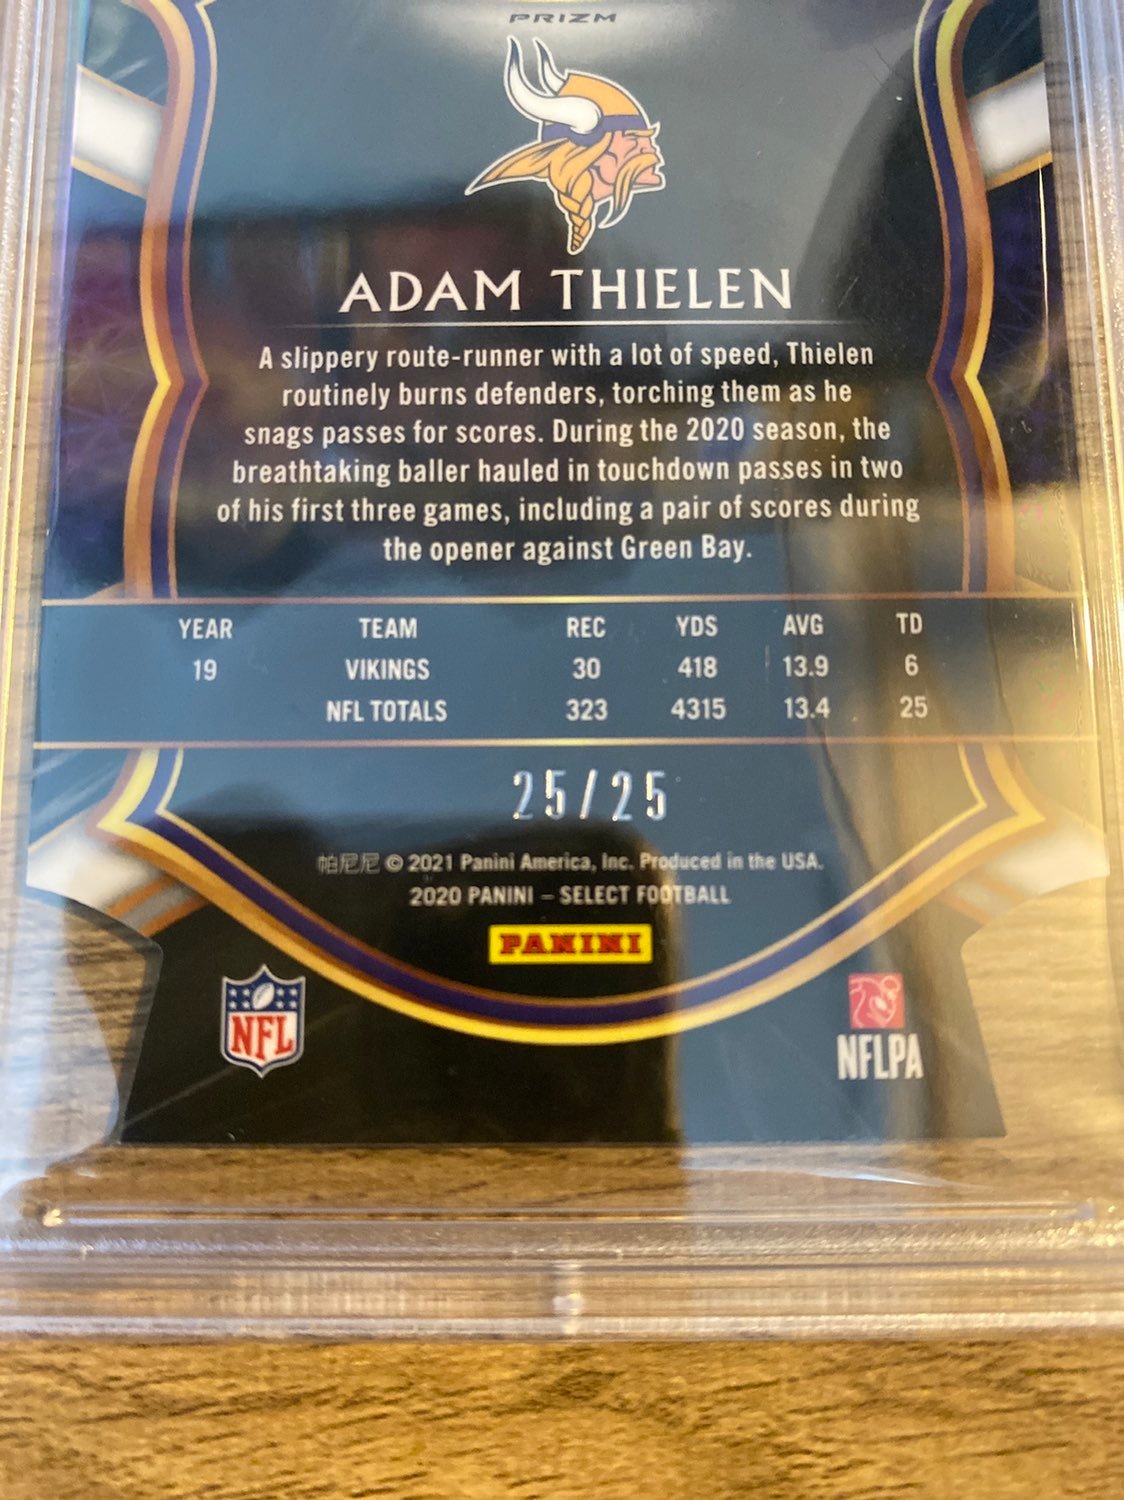 PRIZM
ADAM THIELEN
A slippery route-runner with a lot of speed, Thielen
routinely burns defenders, torching them as he
snags passes for scores. During the 2020 season, the
breathtaking baller hauled in touchdown passes in two
of his first three games, including a pair of scores during
the opener against Green Bay.
YEAR TEAM REC YDS AVG TD
19 VIKINGS 30 418 13.9 6
NFL TOTALS 323 4315 13.4 25
25/25
帕尼尼 © 2021 Panini America, Inc. Produced in the USA.
2020 PANINI – SELECT FOOTBALL
PANINI
NFL
NFLPA